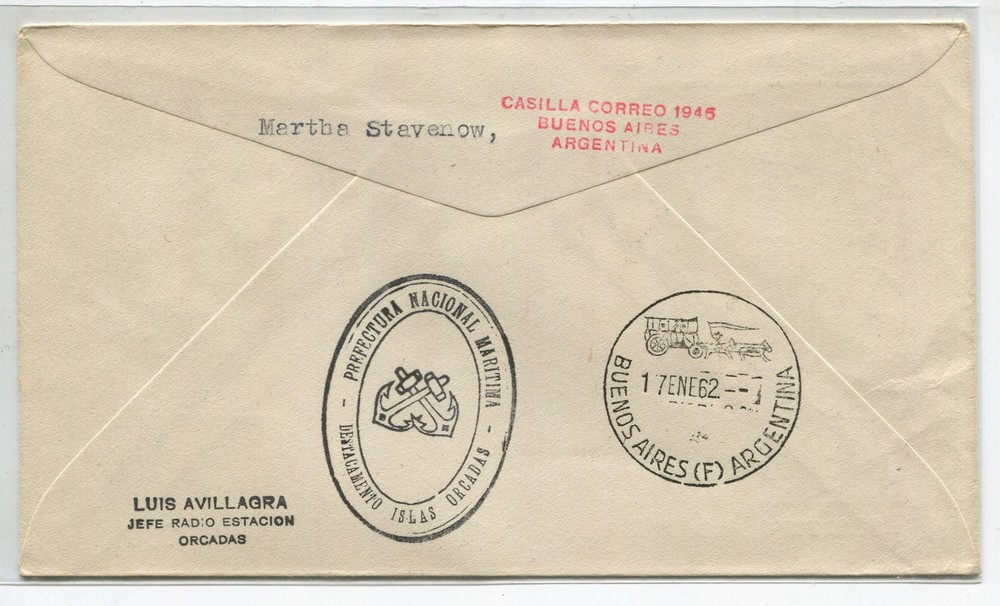 CASILLA CORREO 1946
BUENOS AIRES
ARGENTINA
Martha Stavenow,
PREFECTURA NACIONAL MARITIMA
- DESTACAMENTO ISLAS ORCADAS -
17ENE62
BUENOS AIRES (F) ARGENTINA
LUIS AVILLAGRA
JEFE RADIO ESTACION
ORCADAS